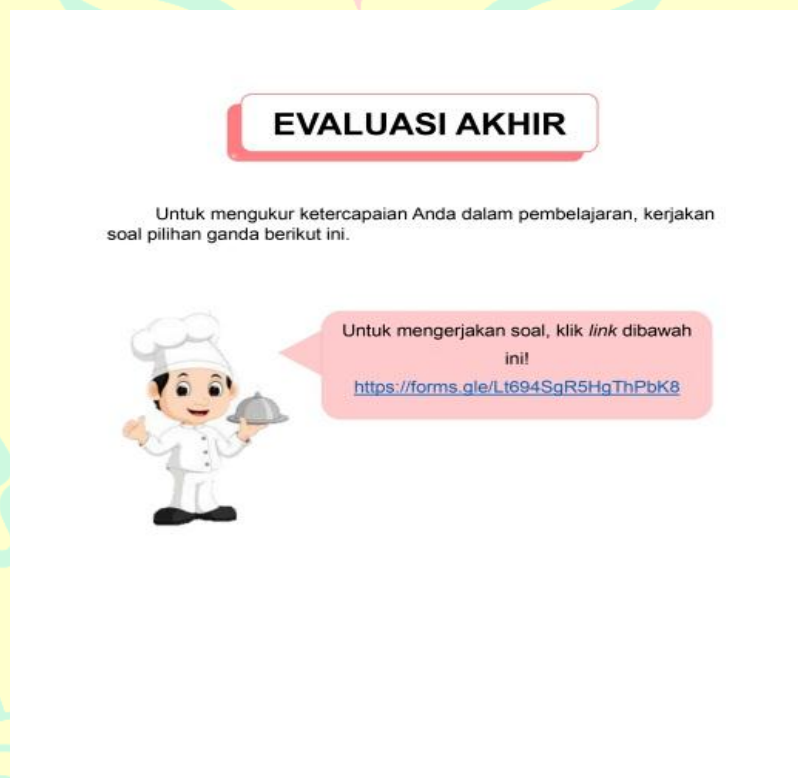 EVALUASI AKHIR
Untuk mengukur ketercapaian Anda dalam pembelajaran, kerjakan
soal pilihan ganda berikut ini.
Untuk mengerjakan soal, klik link dibawah
ini!
https://forms.gle/Lt694SgR5HgThPbK8